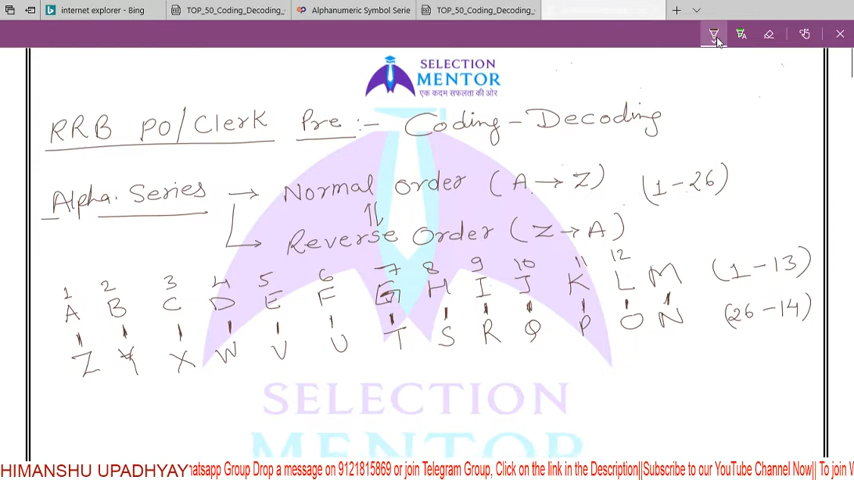 internet explorer - Bing
TOP_50_Coding_Decoding_
Alphanumeric Symbol Serie
TOP_50_Coding_Decoding_
SELECTION
MENTOR
एक कदम सफलता की ओर
RRB PO/Clerk Pre :- Coding-Decoding
Alpha. Series → Normal Order (A → Z) (1-26)
→ Reverse Order (Z → A)
1 2 3 4 5 6 7 8 9 10 11 12
A B C D E F G H I J K L M (1-13)
Z Y X W V U T S R Q P O N (26-14)
SELECTION
MENTOR
HIMANSHU UPADHYAY
hatsapp Group Drop a message on 9121815869 or join Telegram Group, Click on the link in the Description||Subscribe to our YouTube Channel Now|| To join W